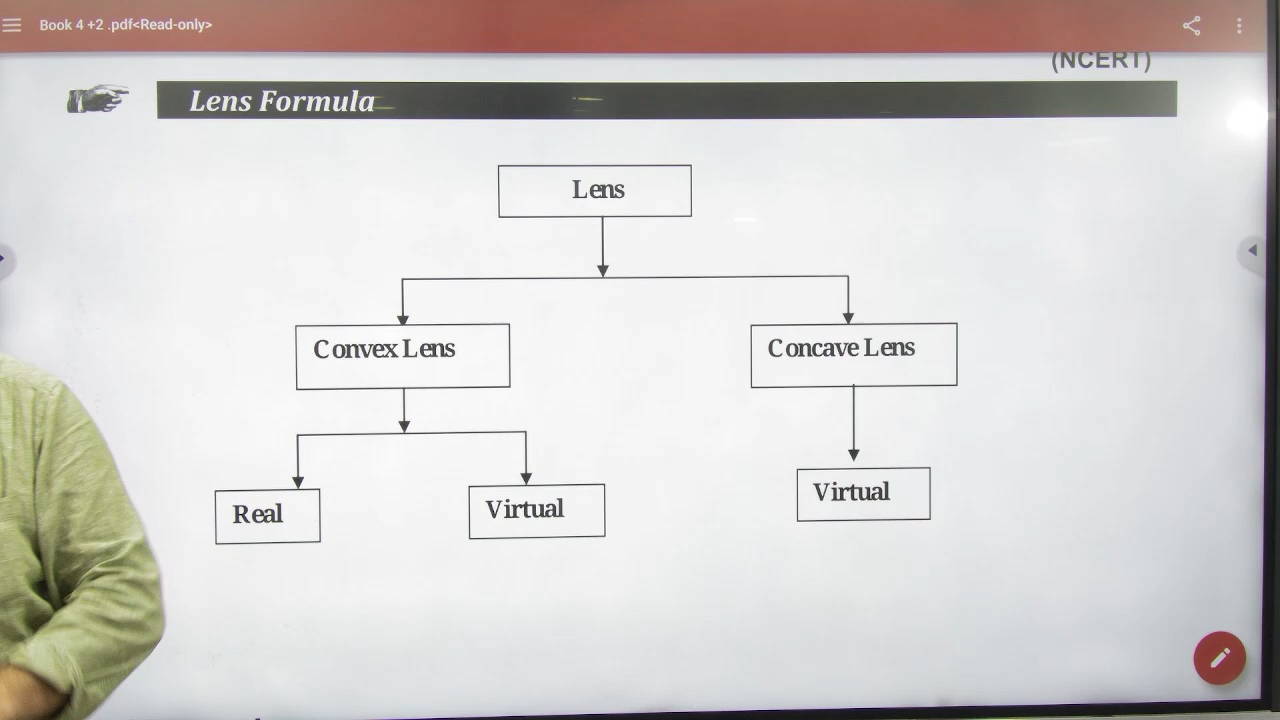 Book 4 +2 .pdf<Read-only>
(NCERT)
Lens Formula
Lens
Convex Lens
Concave Lens
Real
Virtual
Virtual